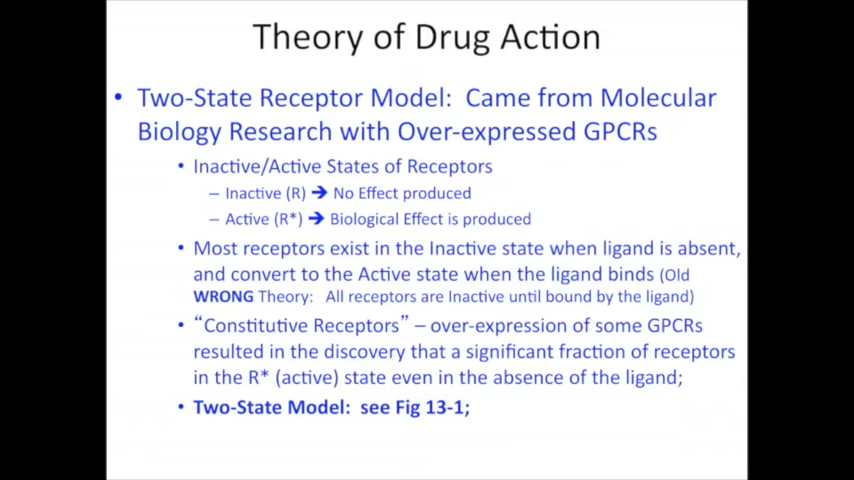 Theory of Drug Action
• Two-State Receptor Model: Came from Molecular
Biology Research with Over-expressed GPCRs
• Inactive/Active States of Receptors
– Inactive (R) ➔ No Effect produced
– Active (R*) ➔ Biological Effect is produced
• Most receptors exist in the Inactive state when ligand is absent,
and convert to the Active state when the ligand binds (Old
WRONG Theory: All receptors are Inactive until bound by the ligand)
• “Constitutive Receptors” – over-expression of some GPCRs
resulted in the discovery that a significant fraction of receptors
in the R* (active) state even in the absence of the ligand;
• Two-State Model: see Fig 13-1;